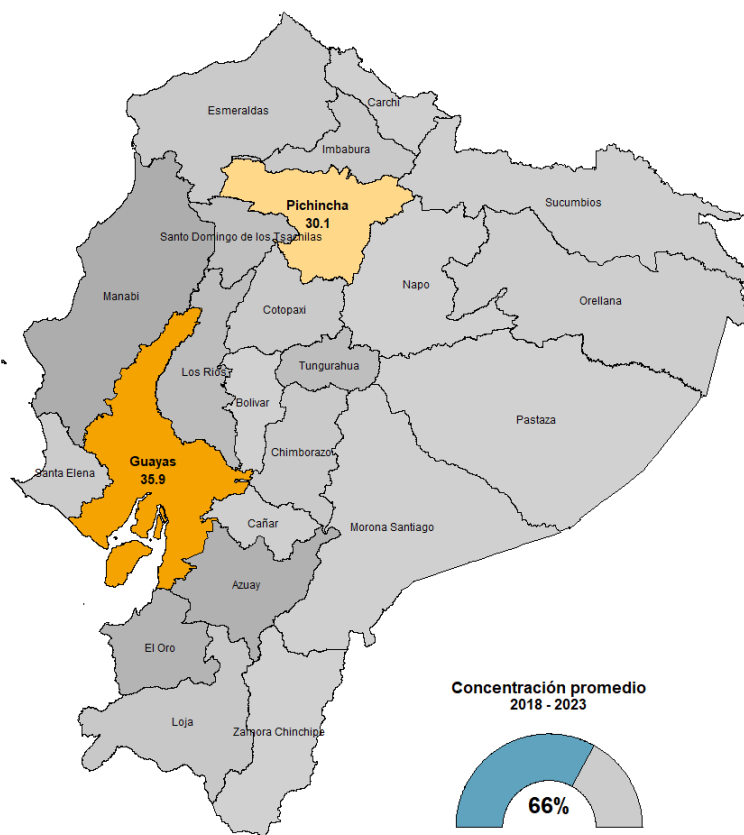 Carchi
Esmeraldas
Imbabura
Pichincha
30.1
Sucumbios
Santo Domingo de los Tsachilas
Napo
Manabi
Orellana
Cotopaxi
Los Rios
Tungurahua
Bolivar
Pastaza
Chimborazo
Guayas
35.9
Santa Elena
Cañar
Morona Santiago
Azuay
El Oro
Loja
Zamora Chinchipe
Concentración promedio
2018 - 2023
66%